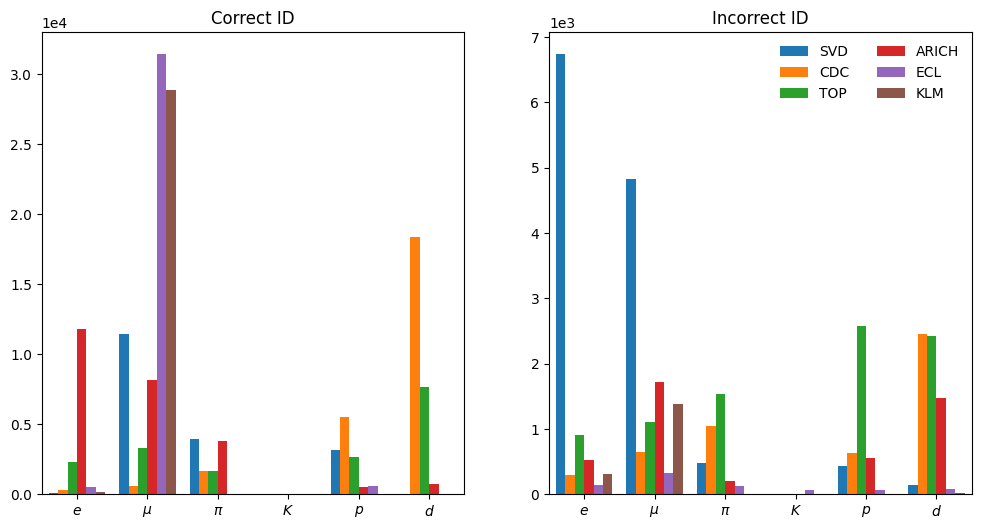 Correct ID
1e4
3.0
2.5
2.0
1.5
1.0
0.5
0.0
e μ π K p d
Incorrect ID
1e3
7
6
5
4
3
2
1
0
SVD ARICH
CDC ECL
TOP KLM
e μ π K p d